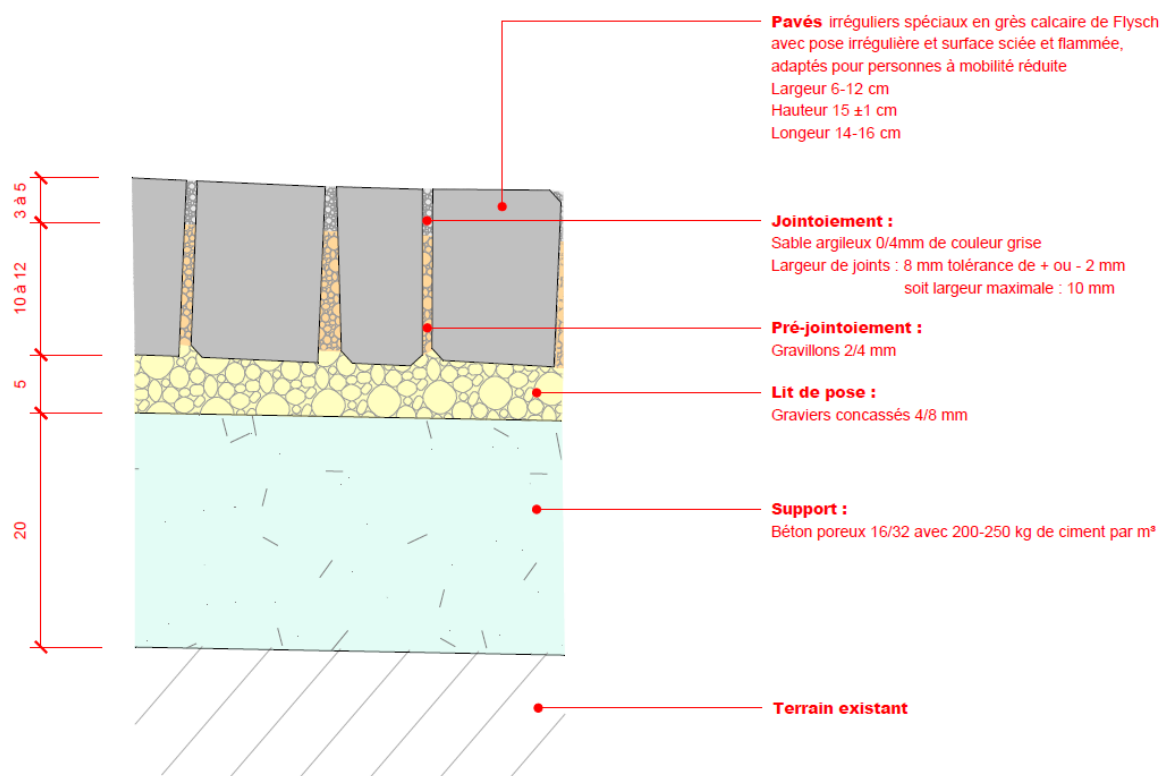 Pavés irréguliers spéciaux en grès calcaire de Flysch
avec pose irrégulière et surface sciée et flammée,
adaptés pour personnes à mobilité réduite
Largeur 6-12 cm
Hauteur 15 ±1 cm
Longeur 14-16 cm
3 à 5
Jointoiement :
Sable argileux 0/4mm de couleur grise
Largeur de joints : 8 mm tolérance de + ou - 2 mm
soit largeur maximale : 10 mm
10 à 12
Pré-jointoiement :
Gravillons 2/4 mm
5
Lit de pose :
Graviers concassés 4/8 mm
20
Support :
Béton poreux 16/32 avec 200-250 kg de ciment par m³
Terrain existant